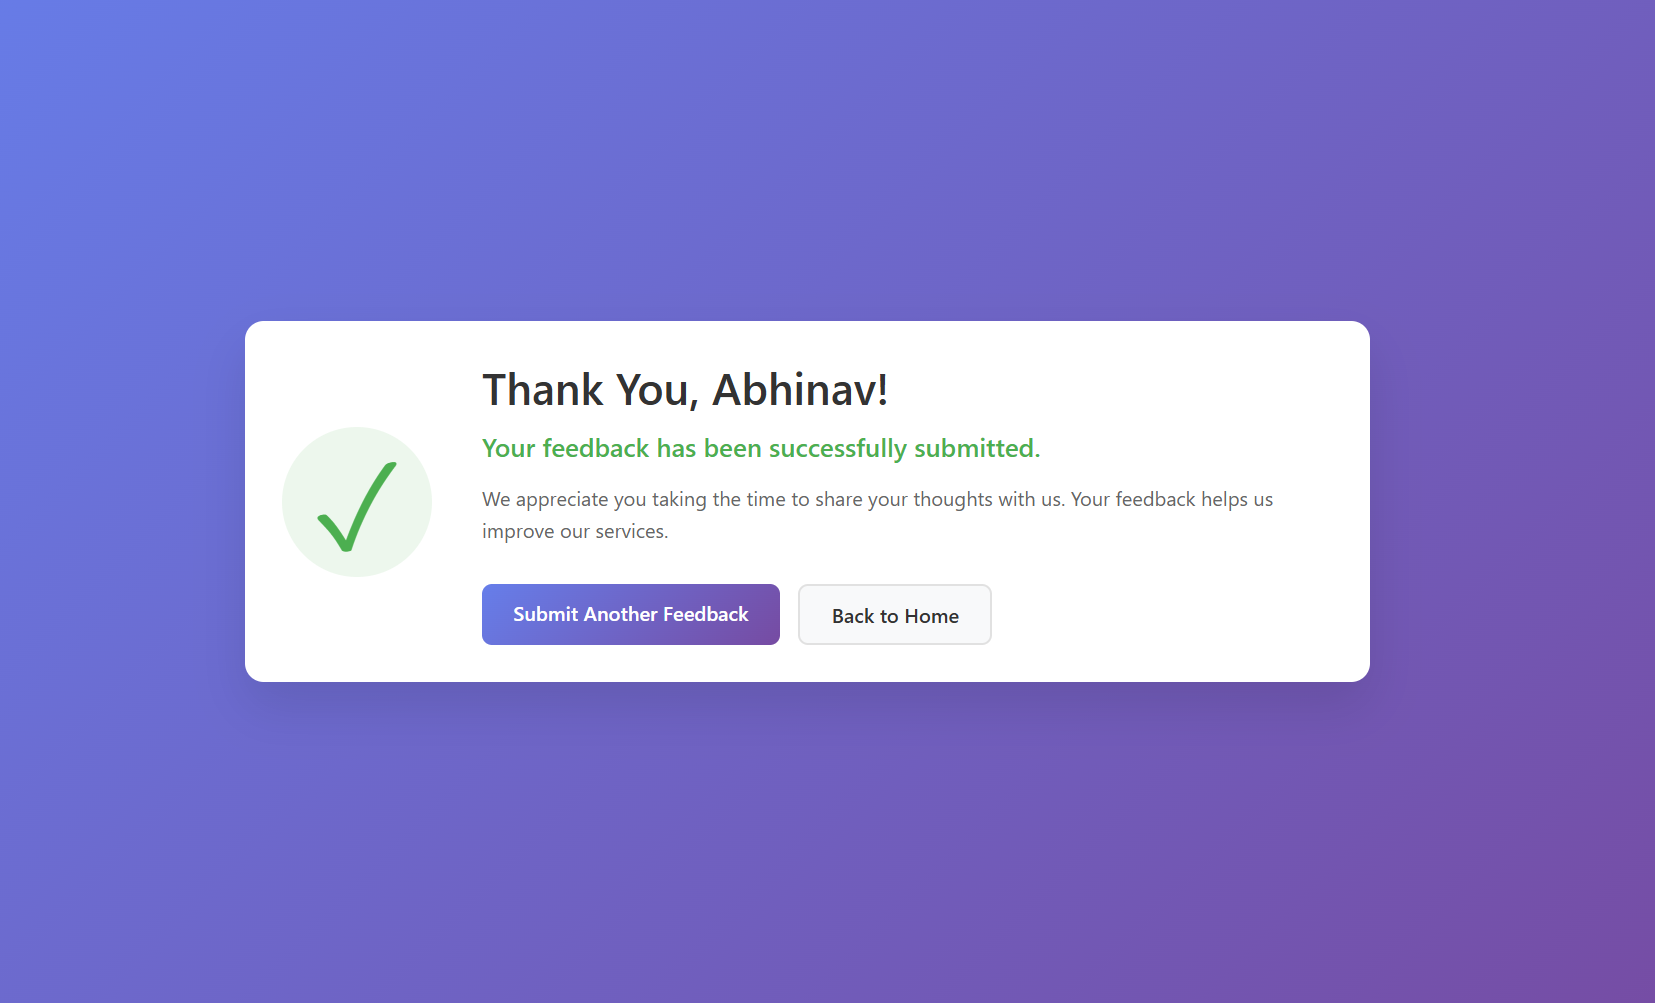 Thank You, Abhinav!
Your feedback has been successfully submitted.
We appreciate you taking the time to share your thoughts with us. Your feedback helps us
improve our services.
Submit Another Feedback
Back to Home